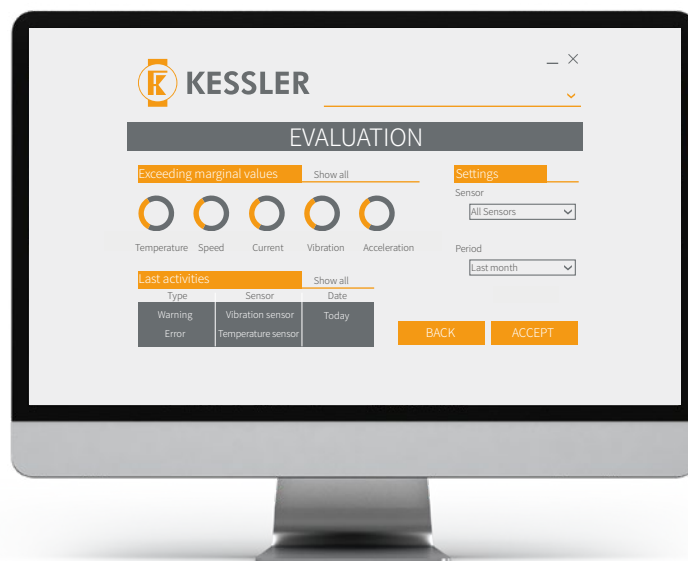 KESSLER
EVALUATION
Exceeding marginal values Show all
Temperature Speed Current Vibration Acceleration
Settings
Sensor
All Sensors
Period
Last month
Last activities Show all
Type Sensor Date
Warning Vibration sensor Today
Error Temperature sensor
BACK ACCEPT